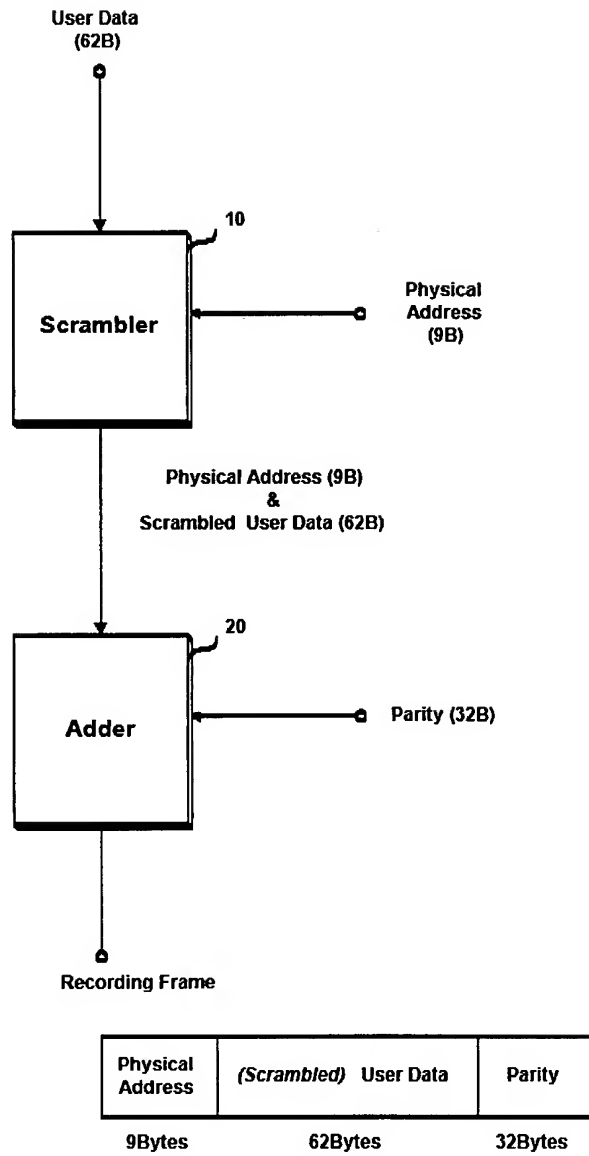 User Data
(62B)
10
Scrambler
Physical
Address
(9B)
Physical Address (9B)
&
Scrambled User Data (62B)
20
Adder
Parity (32B)
Recording Frame
Physical
Address
(Scrambled) User Data
Parity
9Bytes
62Bytes
32Bytes